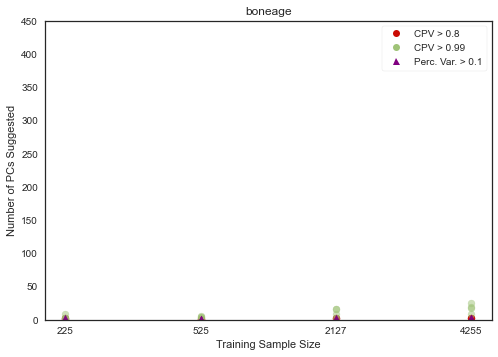 boneage
450
400
350
300
250
200
150
100
50
0
Number of PCs Suggested
CPV > 0.8
CPV > 0.99
Perc. Var. > 0.1
225 525 2127 4255
Training Sample Size